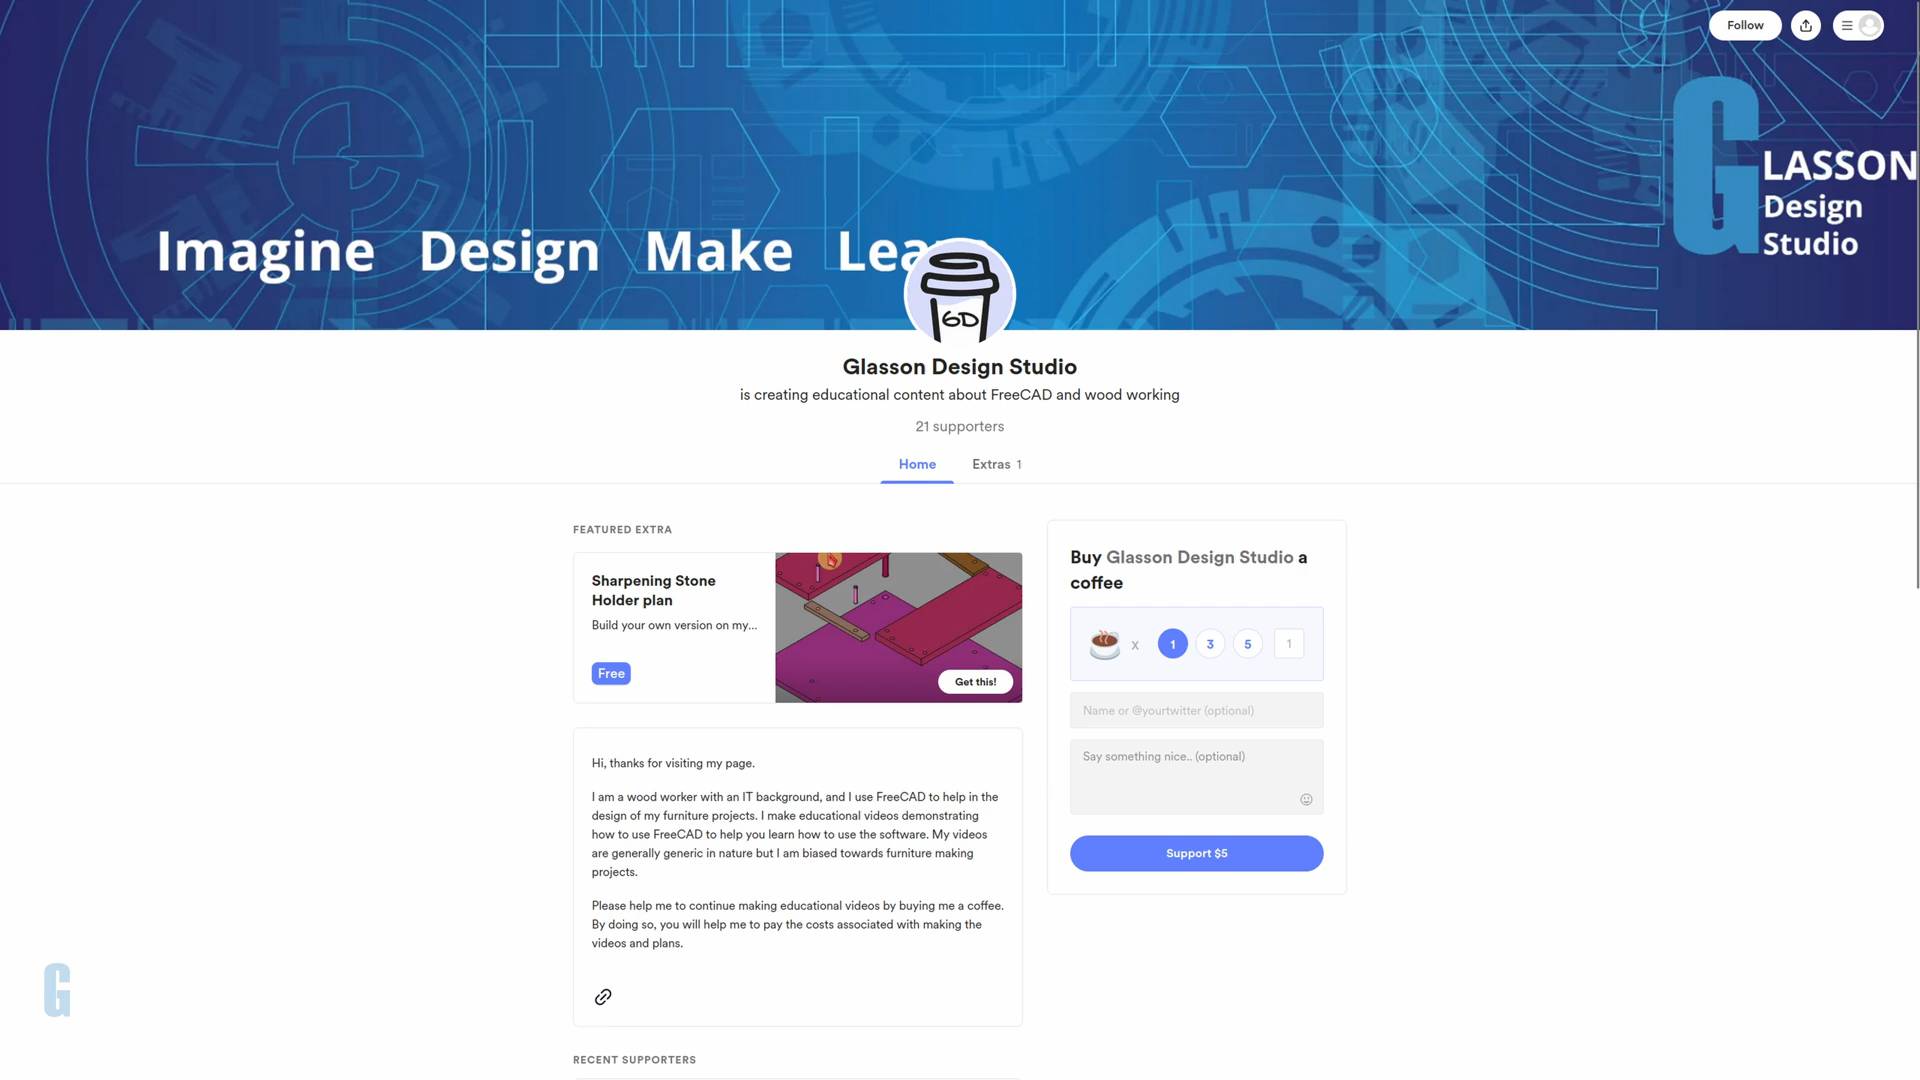 Follow
GLASSON
Design
Studio
Imagine Design Make
GD
Glasson Design Studio
is creating educational content about FreeCAD and wood working
21 supporters
Home Extras 1
FEATURED EXTRA
Sharpening Stone
Holder plan
Build your own version on my...
Free
Get this!
Buy Glasson Design Studio a
coffee
x 1 3 5 1
Name or @yourtwitter (optional)
Say something nice.. (optional)
Support $5
Hi, thanks for visiting my page.
I am a wood worker with an IT background, and I use FreeCAD to help in the
design of my furniture projects. I make educational videos demonstrating
how to use FreeCAD to help you learn how to use the software. My videos
are generally generic in nature but I am biased towards furniture making
projects.
Please help me to continue making educational videos by buying me a coffee.
By doing so, you will help me to pay the costs associated with making the
videos and plans.
G
RECENT SUPPORTERS